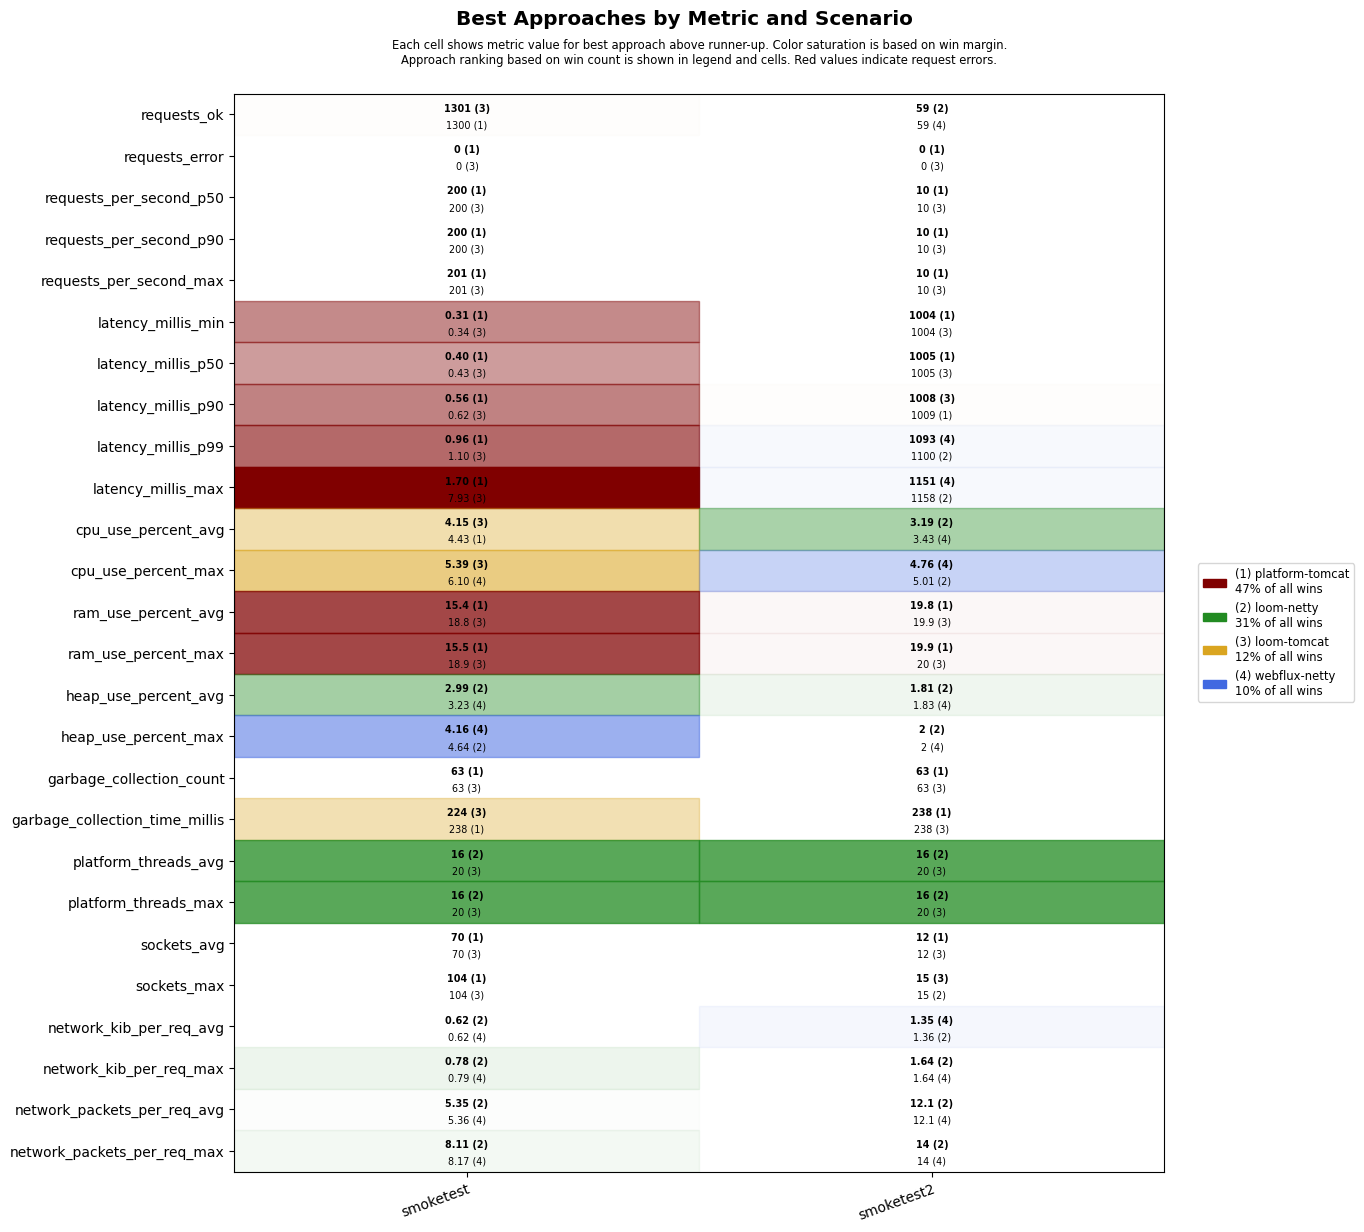 Best Approaches by Metric and Scenario
Each cell shows metric value for best approach above runner-up. Color saturation is based on win margin.
Approach ranking based on win count is shown in legend and cells. Red values indicate request errors.
requests_ok
1301 (3)
1300 (1)
59 (2)
59 (4)
requests_error
0 (1)
0 (3)
0 (1)
0 (3)
requests_per_second_p50
200 (1)
200 (3)
10 (1)
10 (3)
requests_per_second_p90
200 (1)
200 (3)
10 (1)
10 (3)
requests_per_second_max
201 (1)
201 (3)
10 (1)
10 (3)
latency_millis_min
0.31 (1)
0.34 (3)
1004 (1)
1004 (3)
latency_millis_p50
0.40 (1)
0.43 (3)
1005 (1)
1005 (3)
latency_millis_p90
0.56 (1)
0.62 (3)
1008 (3)
1009 (1)
latency_millis_p99
0.96 (1)
1.10 (3)
1093 (4)
1100 (2)
latency_millis_max
1.70 (1)
7.93 (3)
1151 (4)
1158 (2)
cpu_use_percent_avg
4.15 (3)
4.43 (1)
3.19 (2)
3.43 (4)
cpu_use_percent_max
5.39 (3)
6.10 (4)
4.76 (4)
5.01 (2)
ram_use_percent_avg
15.4 (1)
18.8 (3)
19.8 (1)
19.9 (3)
ram_use_percent_max
15.5 (1)
18.9 (3)
19.9 (1)
20 (3)
heap_use_percent_avg
2.99 (2)
3.23 (4)
1.81 (2)
1.83 (4)
heap_use_percent_max
4.16 (4)
4.64 (2)
2 (2)
2 (4)
garbage_collection_count
63 (1)
63 (3)
63 (1)
63 (3)
garbage_collection_time_millis
224 (3)
238 (1)
238 (1)
238 (3)
platform_threads_avg
16 (2)
20 (3)
16 (2)
20 (3)
platform_threads_max
16 (2)
20 (3)
16 (2)
20 (3)
sockets_avg
70 (1)
70 (3)
12 (1)
12 (3)
sockets_max
104 (1)
104 (3)
15 (3)
15 (2)
network_kib_per_req_avg
0.62 (2)
0.62 (4)
1.35 (4)
1.36 (2)
network_kib_per_req_max
0.78 (2)
0.79 (4)
1.64 (2)
1.64 (4)
network_packets_per_req_avg
5.35 (2)
5.36 (4)
12.1 (2)
12.1 (4)
network_packets_per_req_max
8.11 (2)
8.17 (4)
14 (2)
14 (4)
smoketest
smoketest2
(1) platform-tomcat
47% of all wins
(2) loom-netty
31% of all wins
(3) loom-tomcat
12% of all wins
(4) webflux-netty
10% of all wins